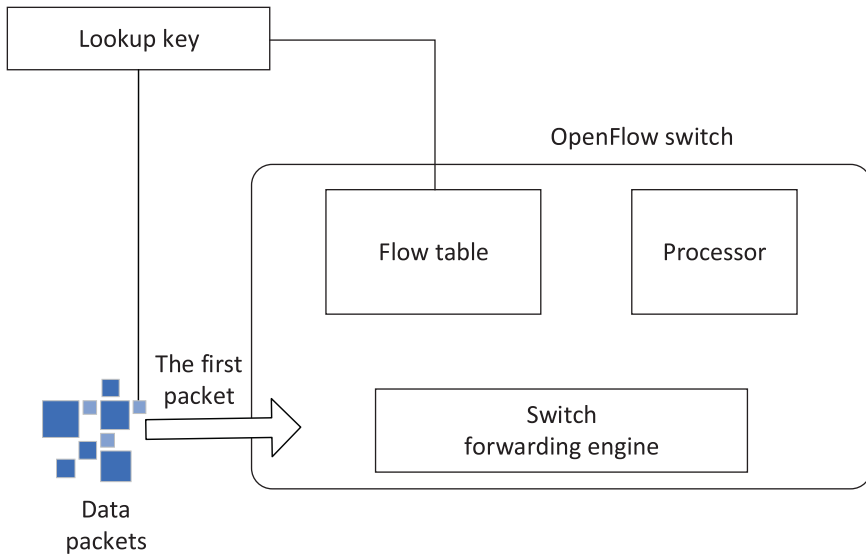 Lookup key
OpenFlow switch
Flow table
Processor
The first
packet
Switch
forwarding engine
Data
packets